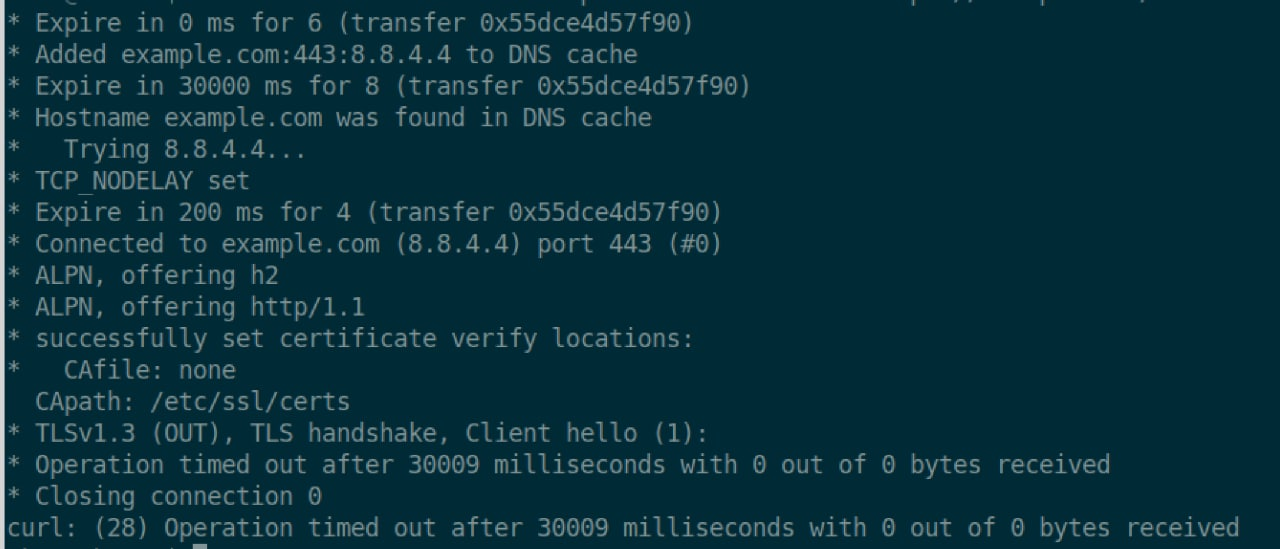 * Expire in 0 ms for 6 (transfer 0x55dce4d57f90)
* Added example.com:443:8.8.4.4 to DNS cache
* Expire in 30000 ms for 8 (transfer 0x55dce4d57f90)
* Hostname example.com was found in DNS cache
*   Trying 8.8.4.4...
* TCP_NODELAY set
* Expire in 200 ms for 4 (transfer 0x55dce4d57f90)
* Connected to example.com (8.8.4.4) port 443 (#0)
* ALPN, offering h2
* ALPN, offering http/1.1
* successfully set certificate verify locations:
*   CAfile: none
  CApath: /etc/ssl/certs
* TLSv1.3 (OUT), TLS handshake, Client hello (1):
* Operation timed out after 30009 milliseconds with 0 out of 0 bytes received
* Closing connection 0
curl: (28) Operation timed out after 30009 milliseconds with 0 out of 0 bytes received